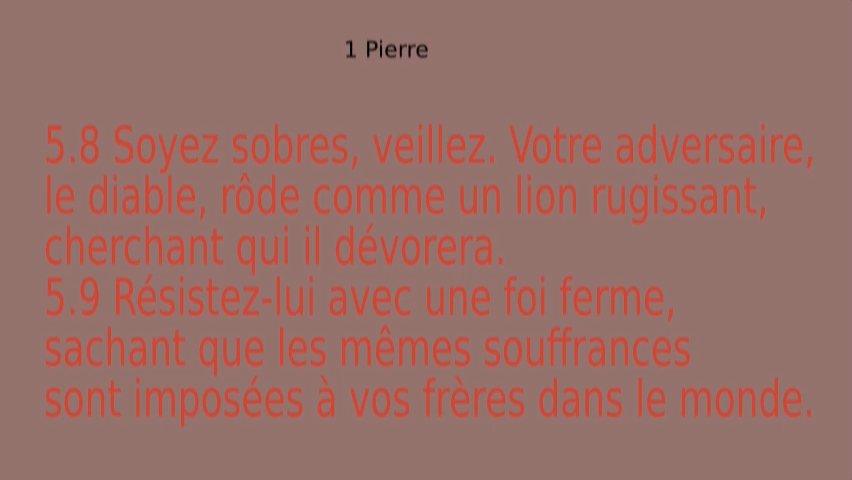 1 Pierre
5.8 Soyez sobres, veillez. Votre adversaire,
le diable, rôde comme un lion rugissant,
cherchant qui il dévorera.
5.9 Résistez-lui avec une foi ferme,
sachant que les mêmes souffrances
sont imposées à vos frères dans le monde.